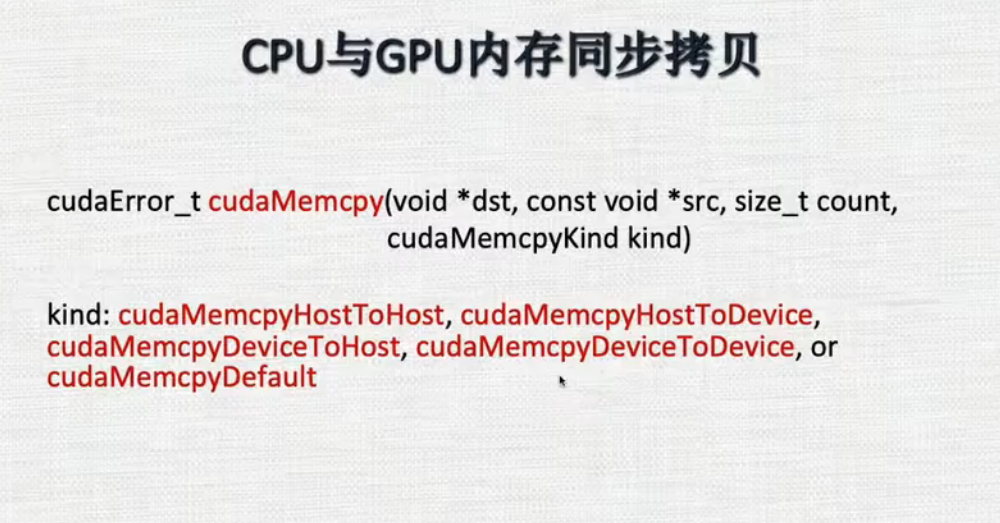 CPU与GPU内存同步拷贝
cudaError_t cudaMemcpy(void *dst, const void *src, size_t count,
cudaMemcpyKind kind)
kind: cudaMemcpyHostToHost, cudaMemcpyHostToDevice,
cudaMemcpyDeviceToHost, cudaMemcpyDeviceToDevice, or
cudaMemcpyDefault